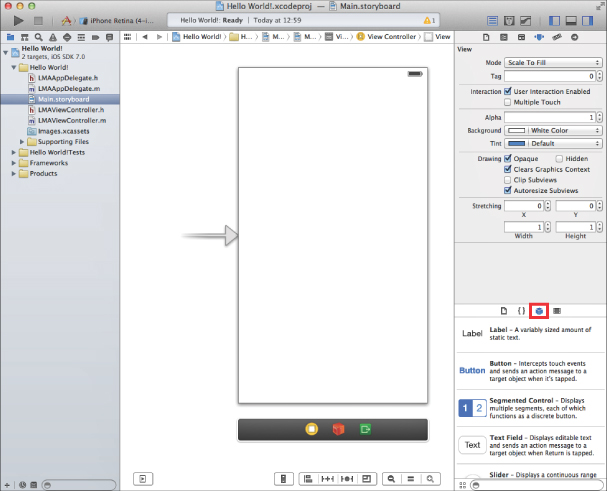 Hello World!.xcodeproj — Main.storyboard
iPhone Retina (4-i...
Hello World!: Ready | Today at 12:59
1
Hello World!
H...
M...
M...
Vi...
View Controller
View
Hello World!
2 targets, iOS SDK 7.0
Hello World!
LMAAppDelegate.h
LMAAppDelegate.m
Main.storyboard
LMAViewController.h
LMAViewController.m
Images.xcassets
Supporting Files
Hello World!Tests
Frameworks
Products
View
Mode Scale To Fill
Tag 0
Interaction User Interaction Enabled
Multiple Touch
Alpha 1
Background White Color
Tint Default
Drawing Opaque Hidden
Clears Graphics Context
Clip Subviews
Autoresize Subviews
Stretching 0 0
X Y
1 1
Width Height
{ }
Label
Label – A variably sized amount of
static text.
Button
Button – Intercepts touch events
and sends an action message to a
target object when it's tapped.
1 2
Segmented Control – Displays
multiple segments, each of which
functions as a discrete button.
Text
Text Field – Displays editable text
and sends an action message to a
target object when Return is tapped.
Slider – Displays a continuous range